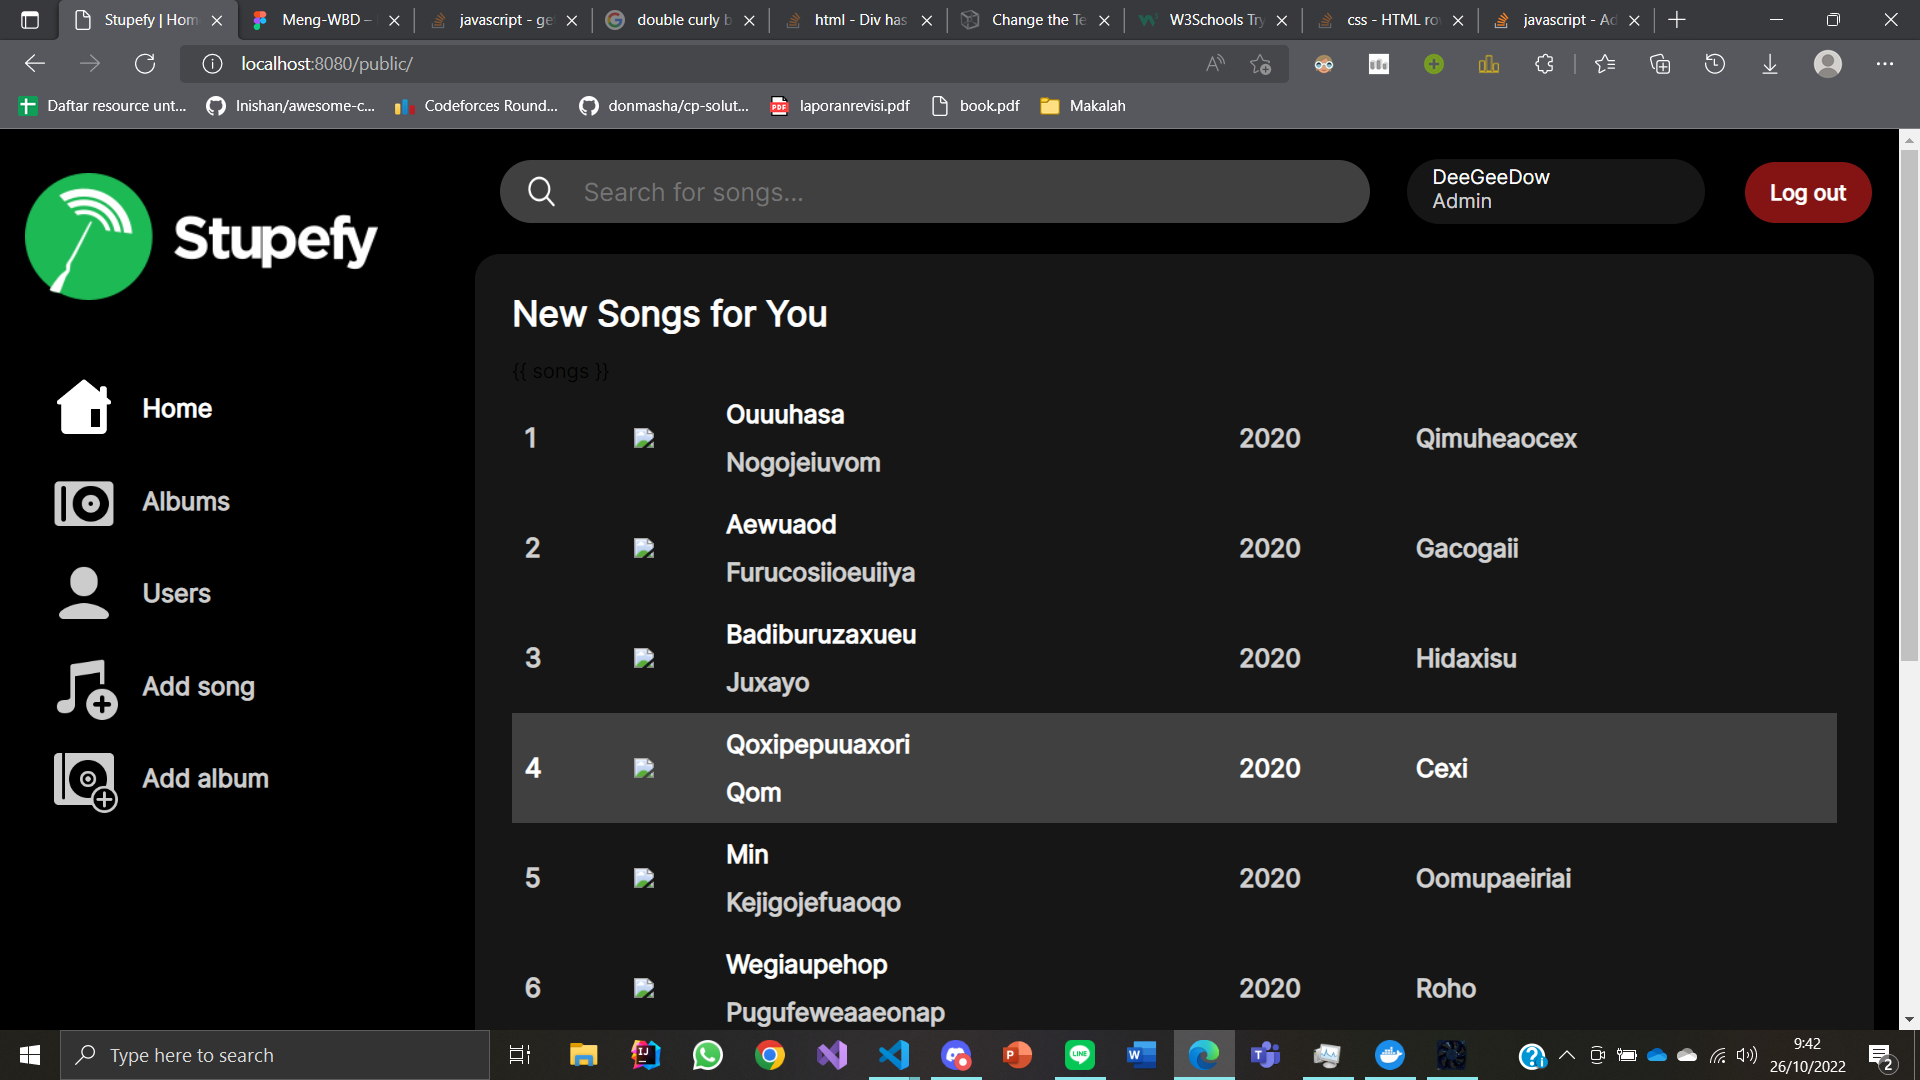 Stupefy | Hom
Meng-WBD –
javascript - ge
double curly b
html - Div has
Change the Te
W3Schools Try
css - HTML ro
javascript - Ad
localhost:8080/public/
Daftar resource unt...
Inishan/awesome-c...
Codeforces Round...
donmasha/cp-solut...
laporanrevisi.pdf
book.pdf
Makalah
Stupefy
Search for songs...
DeeGeeDow
Admin
Log out
Home
Albums
Users
Add song
Add album
New Songs for You
{{ songs }}
1
Ouuuhasa
Nogojeiuvom
2020
Qimuheaocex
2
Aewuaod
Furucosiioeuiiya
2020
Gacogaii
3
Badiburuzaxueu
Juxayo
2020
Hidaxisu
4
Qoxipepuuaxori
Qom
2020
Cexi
5
Min
Kejigojefuaoqo
2020
Oomupaeiriai
6
Wegiaupehop
Pugufeweaaeonap
2020
Roho
Type here to search
9:42
26/10/2022
2